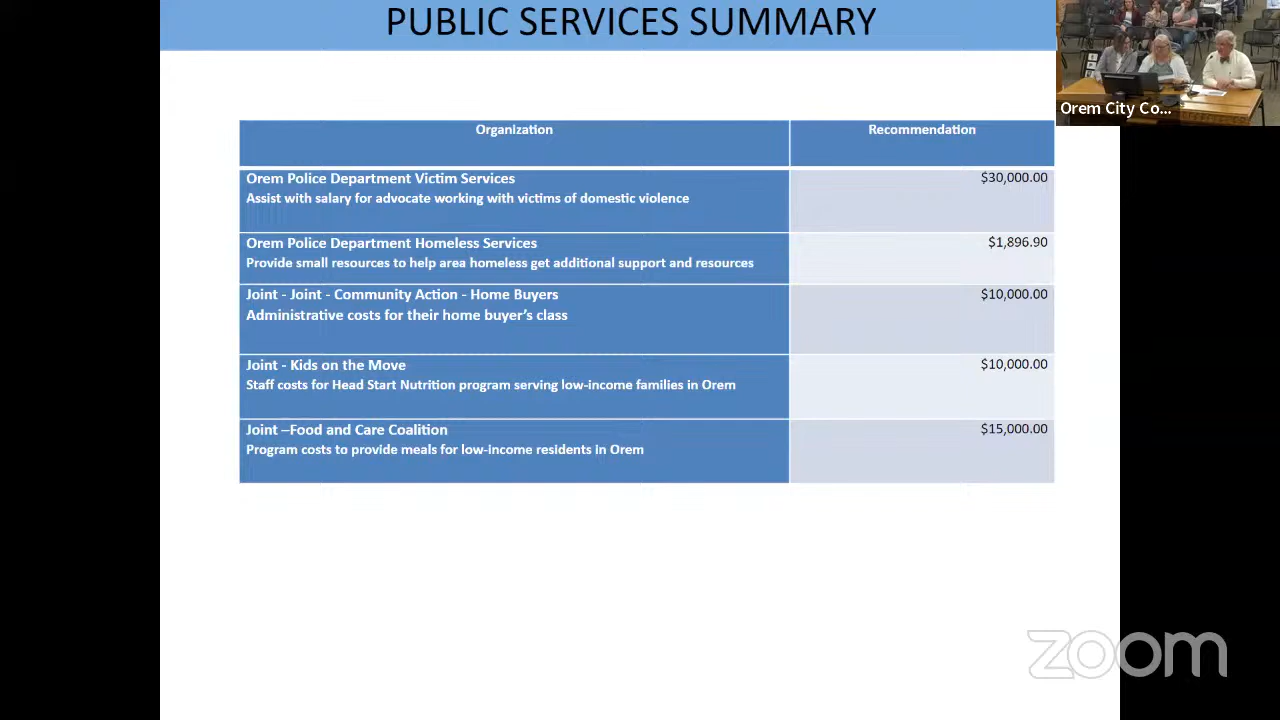 PUBLIC SERVICES SUMMARY
Orem City Co...
Organization
Recommendation
Orem Police Department Victim Services
$30,000.00
Assist with salary for advocate working with victims of domestic violence
Orem Police Department Homeless Services
$1,896.90
Provide small resources to help area homeless get additional support and resources
Joint - Joint - Community Action - Home Buyers
$10,000.00
Administrative costs for their home buyer’s class
Joint - Kids on the Move
$10,000.00
Staff costs for Head Start Nutrition program serving low-income families in Orem
Joint –Food and Care Coalition
$15,000.00
Program costs to provide meals for low-income residents in Orem
zoom